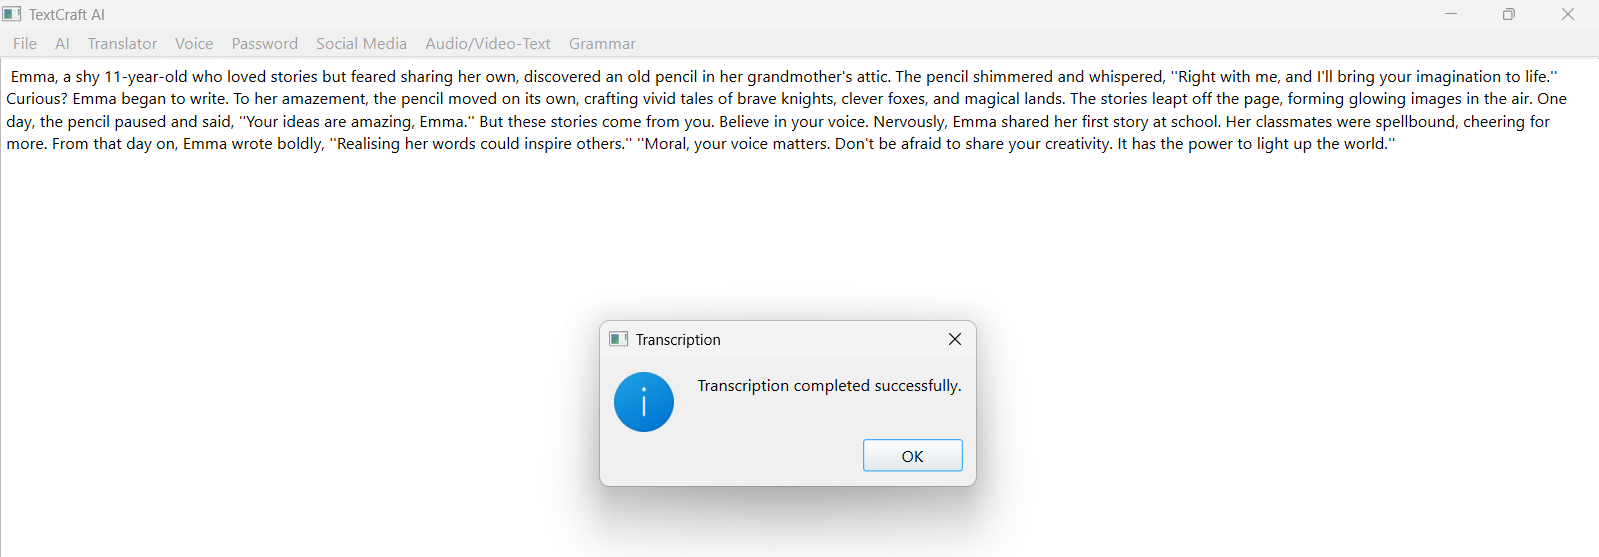 TextCraft AI
File AI Translator Voice Password Social Media Audio/Video-Text Grammar
Emma, a shy 11-year-old who loved stories but feared sharing her own, discovered an old pencil in her grandmother's attic. The pencil shimmered and whispered, "Right with me, and I'll bring your imagination to life."
Curious? Emma began to write. To her amazement, the pencil moved on its own, crafting vivid tales of brave knights, clever foxes, and magical lands. The stories leapt off the page, forming glowing images in the air. One
day, the pencil paused and said, "Your ideas are amazing, Emma." But these stories come from you. Believe in your voice. Nervously, Emma shared her first story at school. Her classmates were spellbound, cheering for
more. From that day on, Emma wrote boldly, "Realising her words could inspire others." "Moral, your voice matters. Don't be afraid to share your creativity. It has the power to light up the world."
Transcription
Transcription completed successfully.
OK